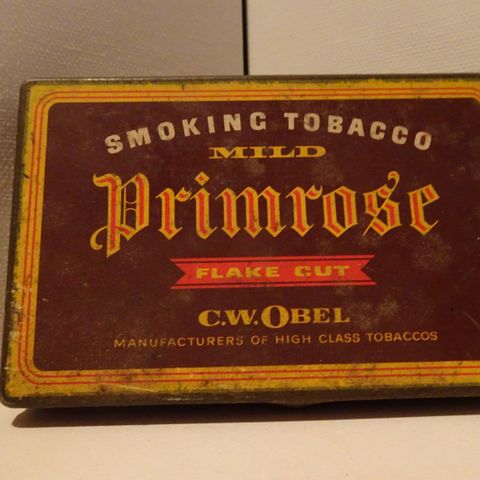 SMOKING TOBACCO
MILD
Primrose
FLAKE CUT
C.W.OBEL
MANUFACTURERS OF HIGH CLASS TOBACCOS